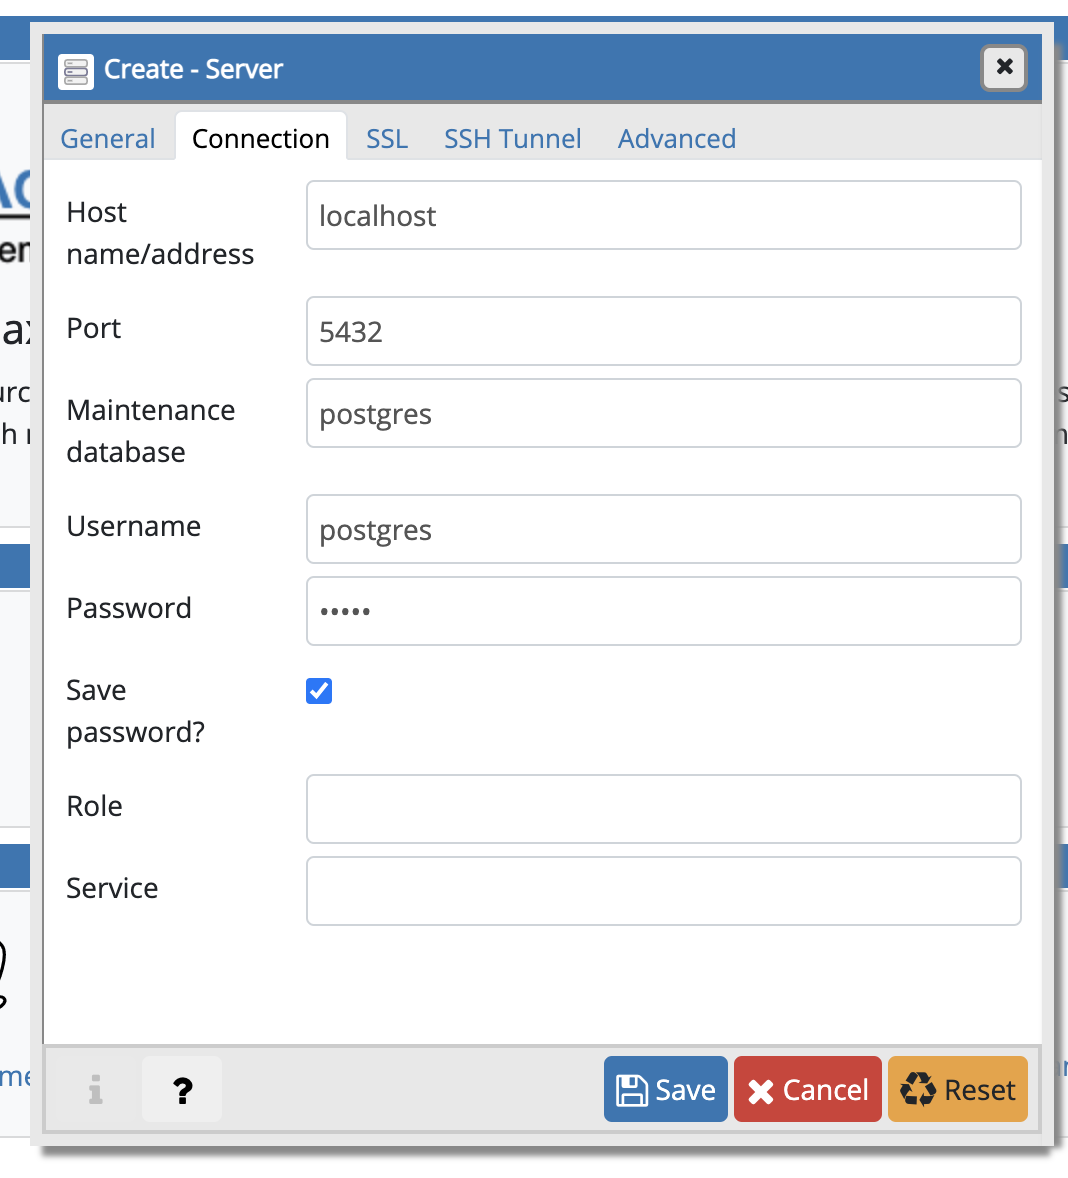 Create - Server
General Connection SSL SSH Tunnel Advanced
Host
name/address
localhost
Port
5432
Maintenance
database
postgres
Username
postgres
Password
•••••
Save
password?
Role
Service
? Save Cancel Reset